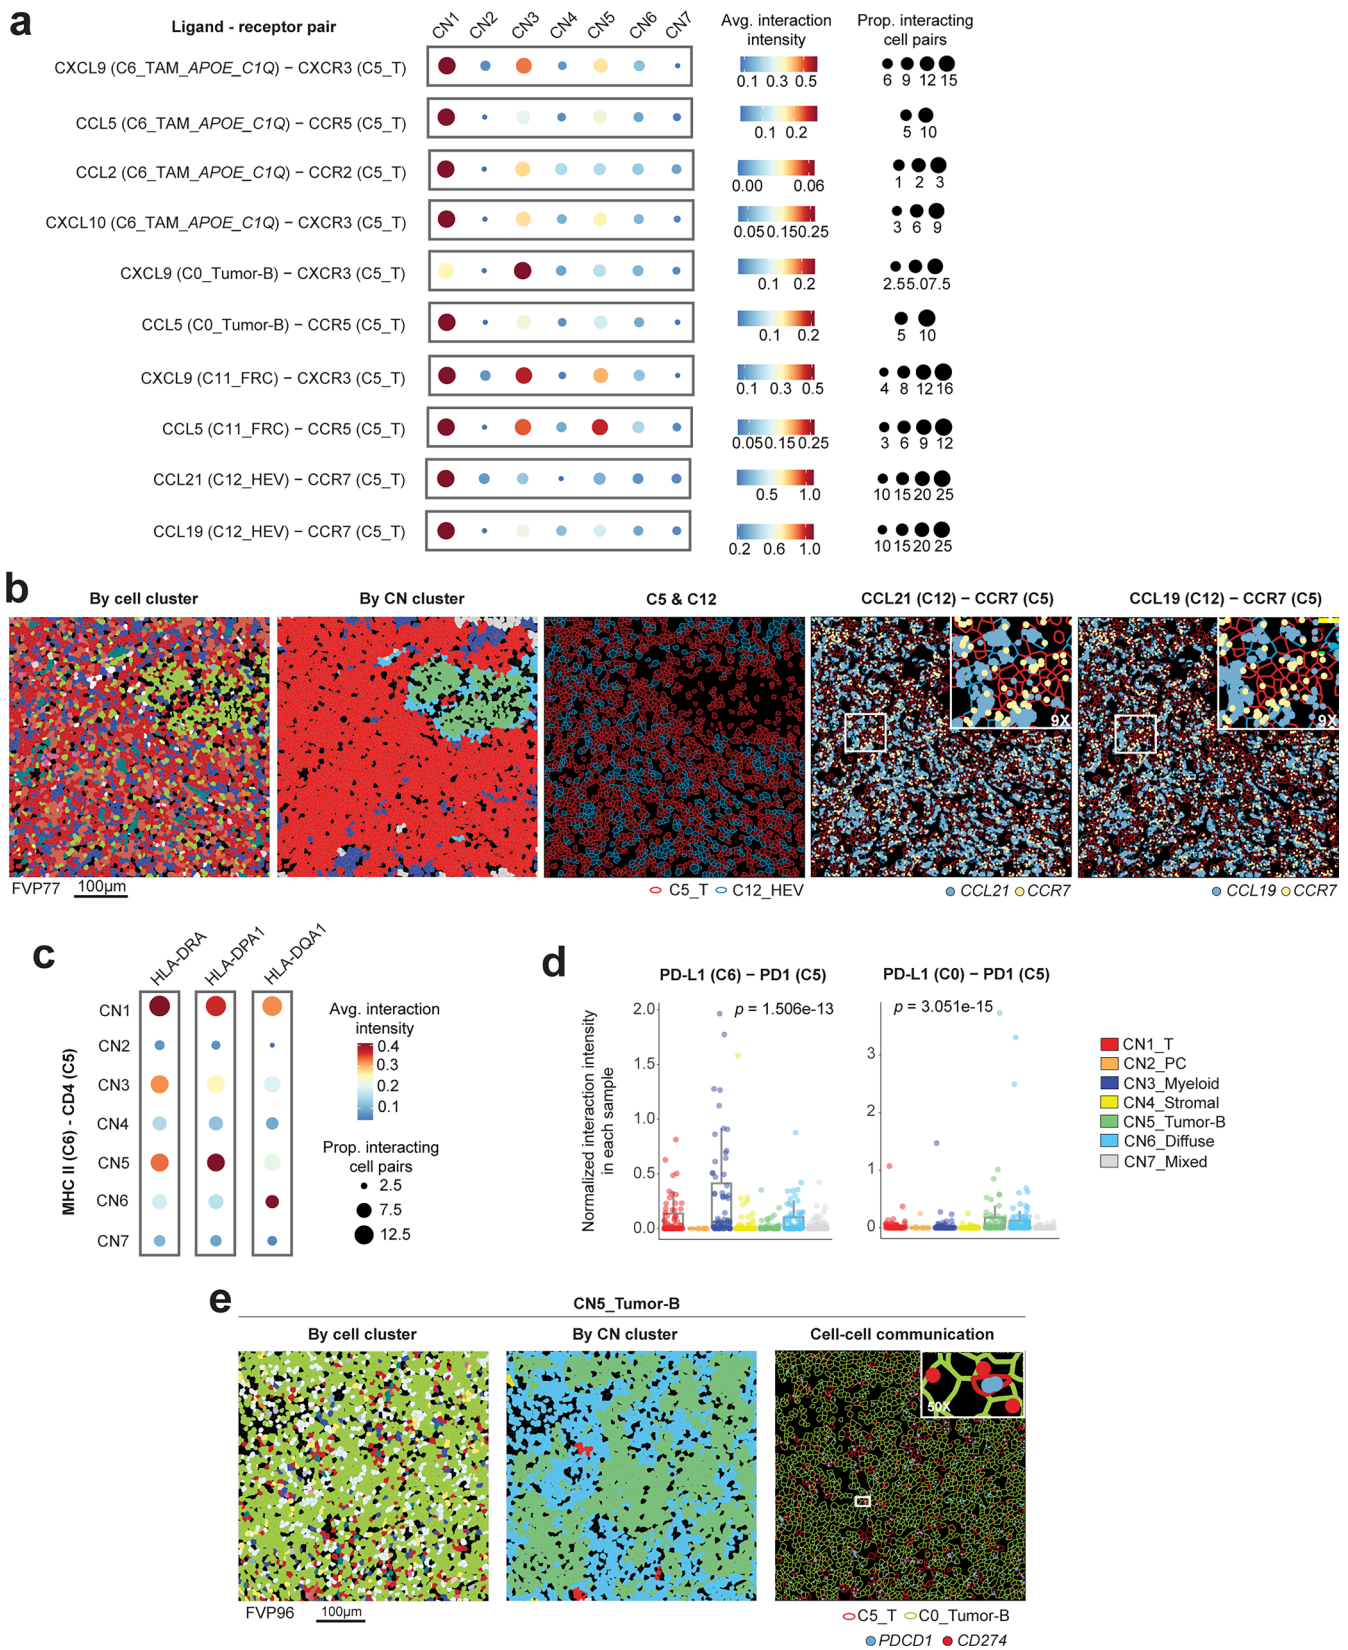 a
Ligand - receptor pair
CN1 CN2 CN3 CN4 CN5 CN6 CN7
Avg. interaction
intensity
Prop. interacting
cell pairs
CXCL9 (C6_TAM_APOE_C1Q) − CXCR3 (C5_T)
0.1 0.3 0.5
6 9 12 15
CCL5 (C6_TAM_APOE_C1Q) − CCR5 (C5_T)
0.1 0.2
5 10
CCL2 (C6_TAM_APOE_C1Q) − CCR2 (C5_T)
0.00 0.06
1 2 3
CXCL10 (C6_TAM_APOE_C1Q) − CXCR3 (C5_T)
0.05 0.15 0.25
3 6 9
CXCL9 (C0_Tumor-B) − CXCR3 (C5_T)
0.1 0.2
2.5 5.0 7.5
CCL5 (C0_Tumor-B) − CCR5 (C5_T)
0.1 0.2
5 10
CXCL9 (C11_FRC) − CXCR3 (C5_T)
0.1 0.3 0.5
4 8 12 16
CCL5 (C11_FRC) − CCR5 (C5_T)
0.05 0.15 0.25
3 6 9 12
CCL21 (C12_HEV) − CCR7 (C5_T)
0.5 1.0
10 15 20 25
CCL19 (C12_HEV) − CCR7 (C5_T)
0.2 0.6 1.0
10 15 20 25
b
By cell cluster
By CN cluster
C5 & C12
CCL21 (C12) − CCR7 (C5)
CCL19 (C12) − CCR7 (C5)
9X
9X
FVP77
100μm
C5_T C12_HEV
CCL21 CCR7
CCL19 CCR7
c
HLA-DRA HLA-DPA1 HLA-DQA1
MHC II (C6) - CD4 (C5)
CN1
CN2
CN3
CN4
CN5
CN6
CN7
Avg. interaction
intensity
0.4
0.3
0.2
0.1
Prop. interacting
cell pairs
2.5
7.5
12.5
d
PD-L1 (C6) − PD1 (C5)
Normalized interaction intensity
in each sample
p = 1.506e-13
2.0
1.5
1.0
0.5
0.0
PD-L1 (C0) − PD1 (C5)
p = 3.051e-15
3
2
1
0
CN1_T
CN2_PC
CN3_Myeloid
CN4_Stromal
CN5_Tumor-B
CN6_Diffuse
CN7_Mixed
e
CN5_Tumor-B
By cell cluster
By CN cluster
Cell-cell communication
50X
FVP96
100μm
C5_T C0_Tumor-B
PDCD1 CD274